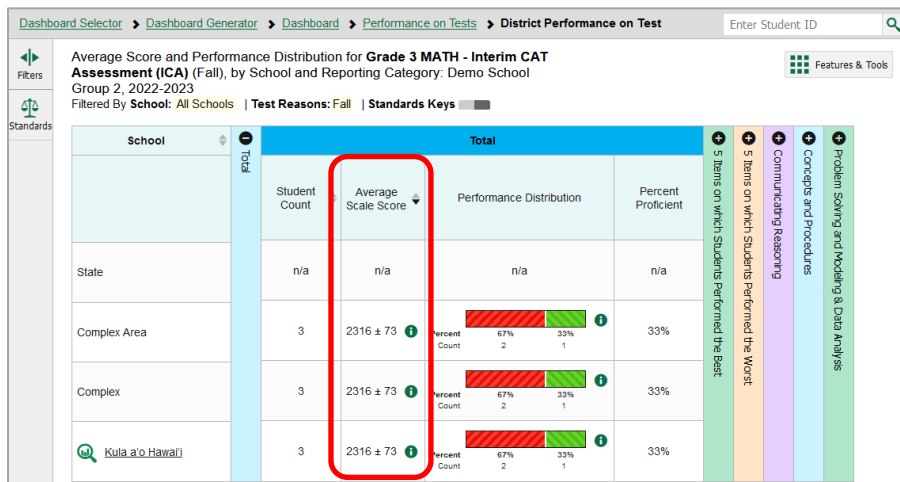 Dashboard Selector > Dashboard Generator > Dashboard > Performance on Tests > District Performance on Test
Enter Student ID
Filters
Standards
Average Score and Performance Distribution for Grade 3 MATH - Interim CAT
Assessment (ICA) (Fall), by School and Reporting Category: Demo School
Group 2, 2022-2023
Filtered By School: All Schools | Test Reasons: Fall | Standards Keys
Features & Tools
School
Total
Total
Student
Count
Average
Scale Score
Performance Distribution
Percent
Proficient
5 Items on which Students Performed the Best
5 Items on which Students Performed the Worst
Communicating Reasoning
Concepts and Procedures
Problem Solving and Modeling & Data Analysis
State n/a n/a n/a n/a
Complex Area 3 2316 ± 73 33%
Percent 67% 33%
Count 2 1
Complex 3 2316 ± 73 33%
Percent 67% 33%
Count 2 1
Kula aʻo Hawaiʻi 3 2316 ± 73 33%
Percent 67% 33%
Count 2 1